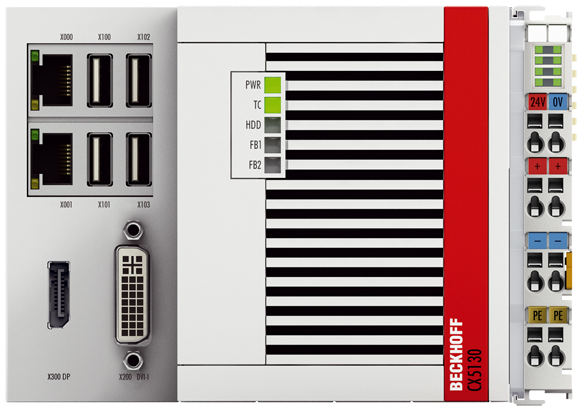 X000 X100 X102
X001 X101 X103
X300 DP
X200 DVI-I
PWR
TC
HDD
FB1
FB2
BECKHOFF
CX5130
24V 0V
+ +
− −
PE PE